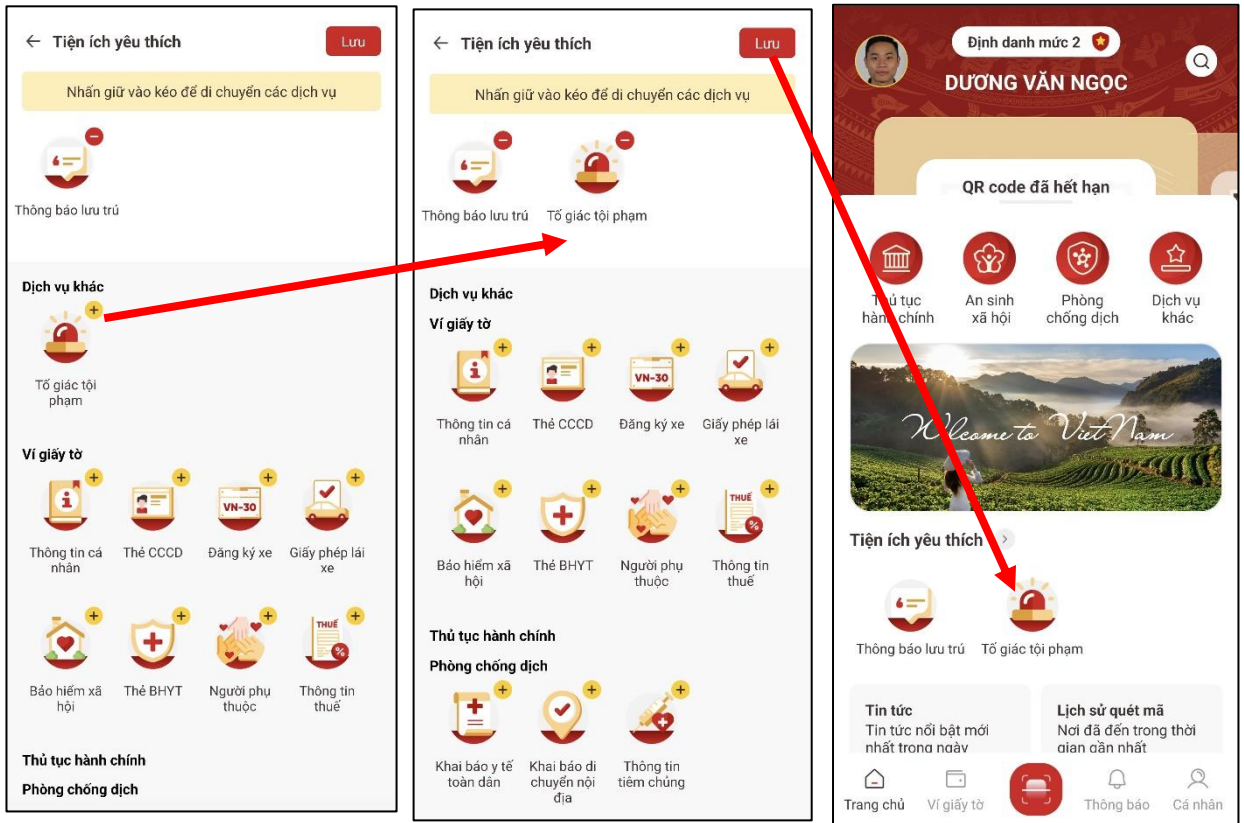 ← Tiện ích yêu thích Lưu
Nhấn giữ vào kéo để di chuyển các dịch vụ
Thông báo lưu trú
Dịch vụ khác
Tố giác tội
phạm
Ví giấy tờ
VN-30
Thông tin cá Thẻ CCCD Đăng ký xe Giấy phép lái
nhân xe
THUẾ
Bảo hiểm xã Thẻ BHYT Người phụ Thông tin
hội thuộc thuế
Thủ tục hành chính
Phòng chống dịch
← Tiện ích yêu thích Lưu
Nhấn giữ vào kéo để di chuyển các dịch vụ
Thông báo lưu trú Tố giác tội phạm
Dịch vụ khác
Ví giấy tờ
VN-30
Thông tin cá Thẻ CCCD Đăng ký xe Giấy phép lái
nhân xe
THUẾ
Bảo hiểm xã Thẻ BHYT Người phụ Thông tin
hội thuộc thuế
Thủ tục hành chính
Phòng chống dịch
Khai báo y tế Khai báo di Thông tin
toàn dân chuyển nội tiêm chủng
địa
Định danh mức 2
DƯƠNG VĂN NGỌC
QR code đã hết hạn
Thủ tục An sinh Phòng Dịch vụ
hành chính xã hội chống dịch khác
Welcome to Viet Nam
Tiện ích yêu thích >
Thông báo lưu trú Tố giác tội phạm
Tin tức Lịch sử quét mã
Tin tức nổi bật mới Nơi đã đến trong thời
nhất trong ngày gian gần nhất
Trang chủ Ví giấy tờ Thông báo Cá nhân